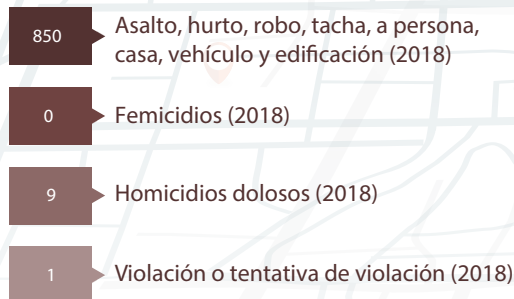 850
Asalto, hurto, robo, tacha, a persona,
casa, vehículo y edificación (2018)
0
Femicidios (2018)
9
Homicidios dolosos (2018)
1
Violación o tentativa de violación (2018)